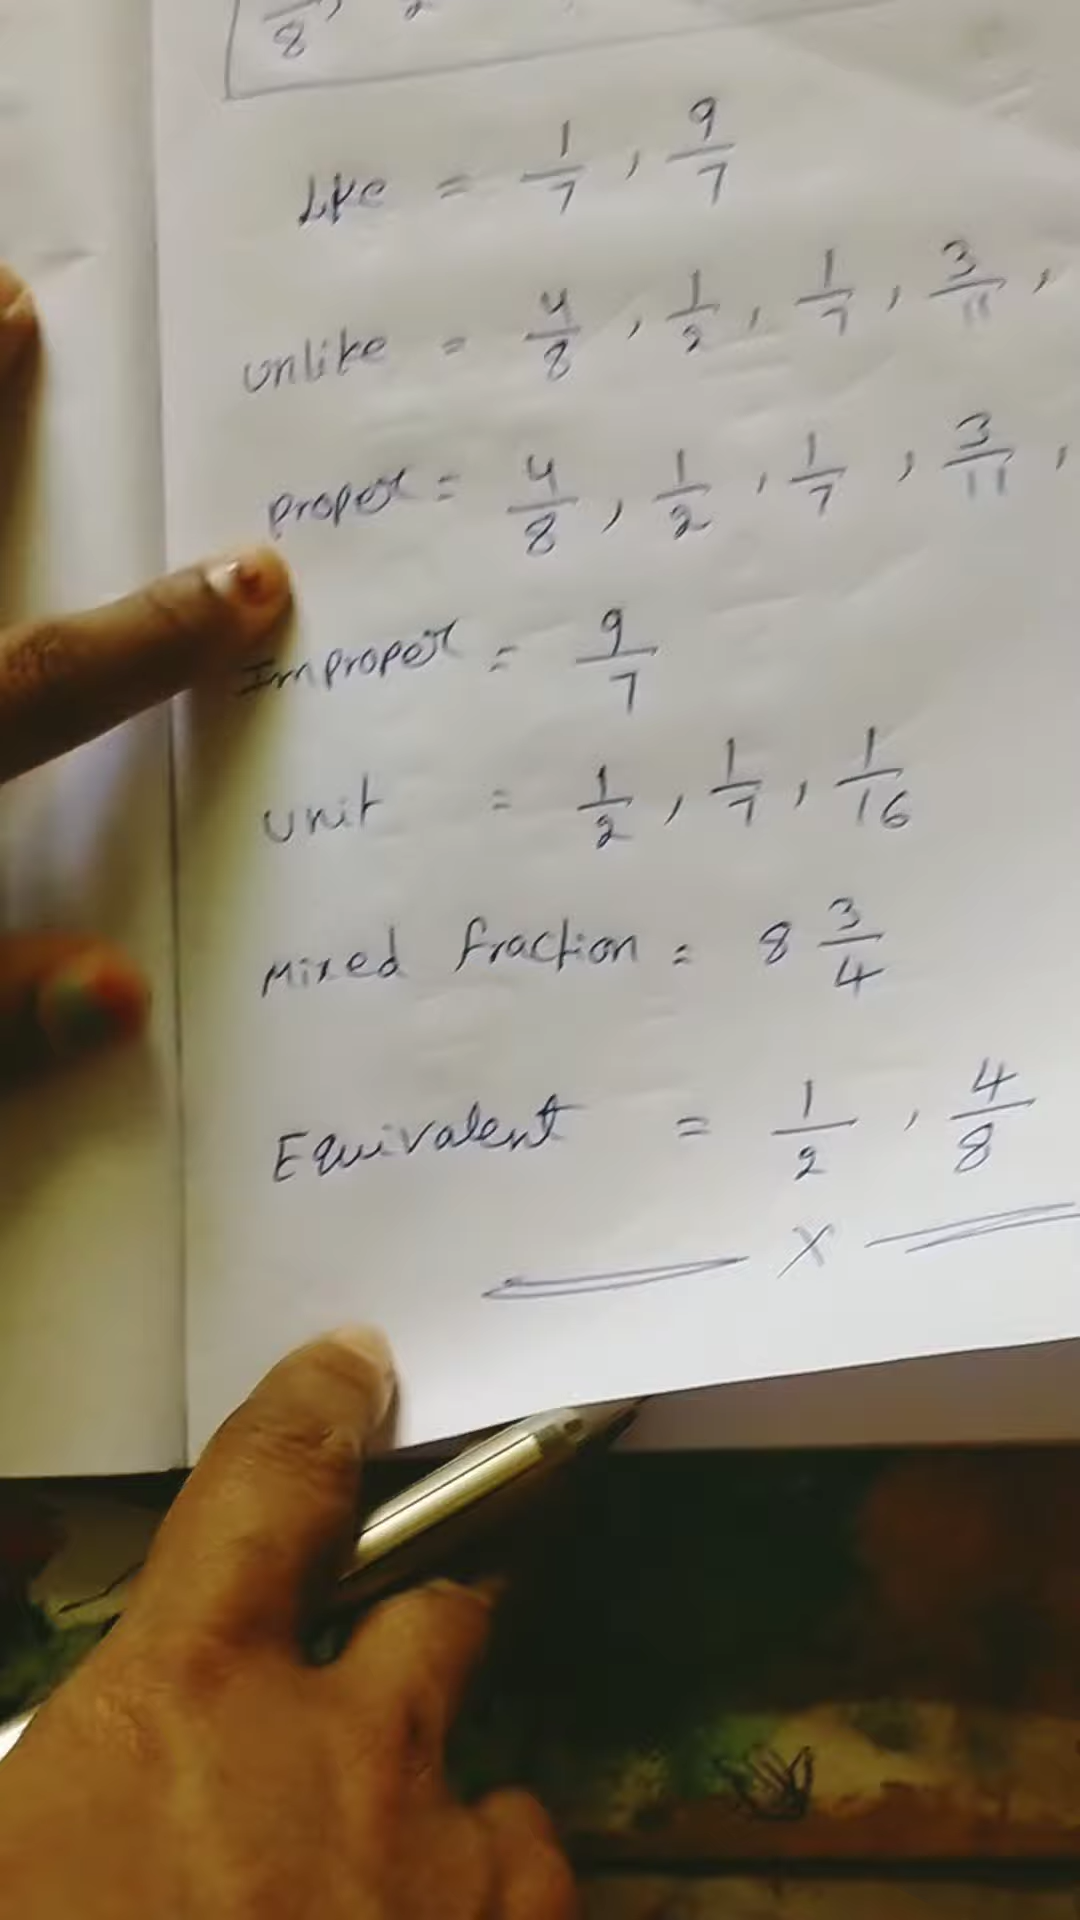 8, 2
Like = 1/7, 9/7
unlike = 4/8, 1/2, 1/7, 3/11,
proper = 4/8, 1/2, 1/7, 3/11,
Improper = 9/7
unit = 1/2, 1/7, 1/16
Mixed fraction = 8 3/4
Equivalent = 1/2, 4/8
x